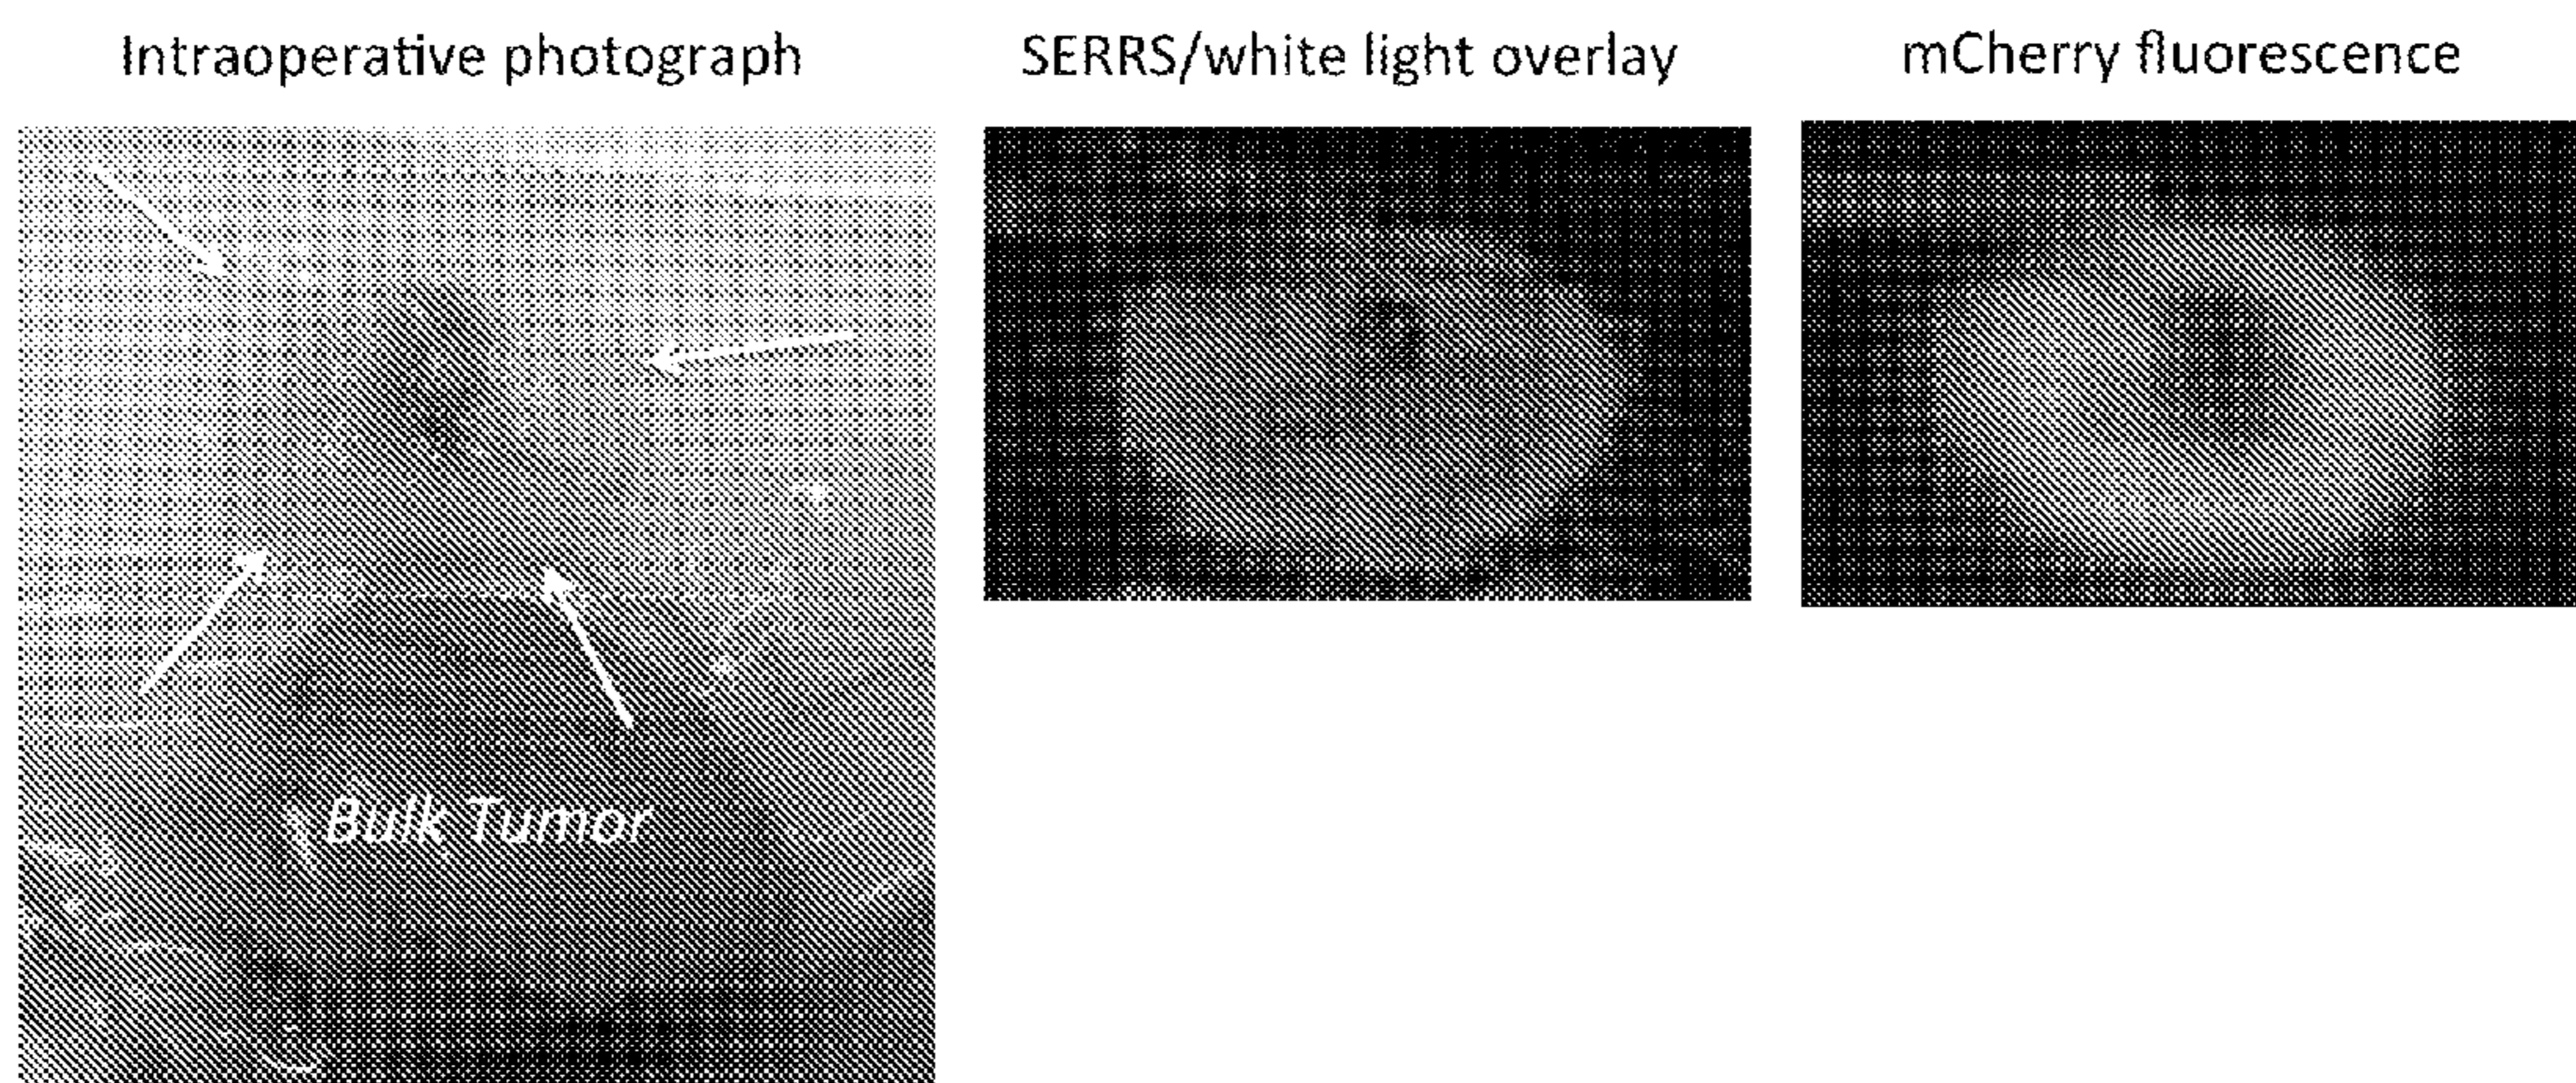 Intraoperative photograph
SERRS/white light overlay
mCherry fluorescence
Bulk Tumor